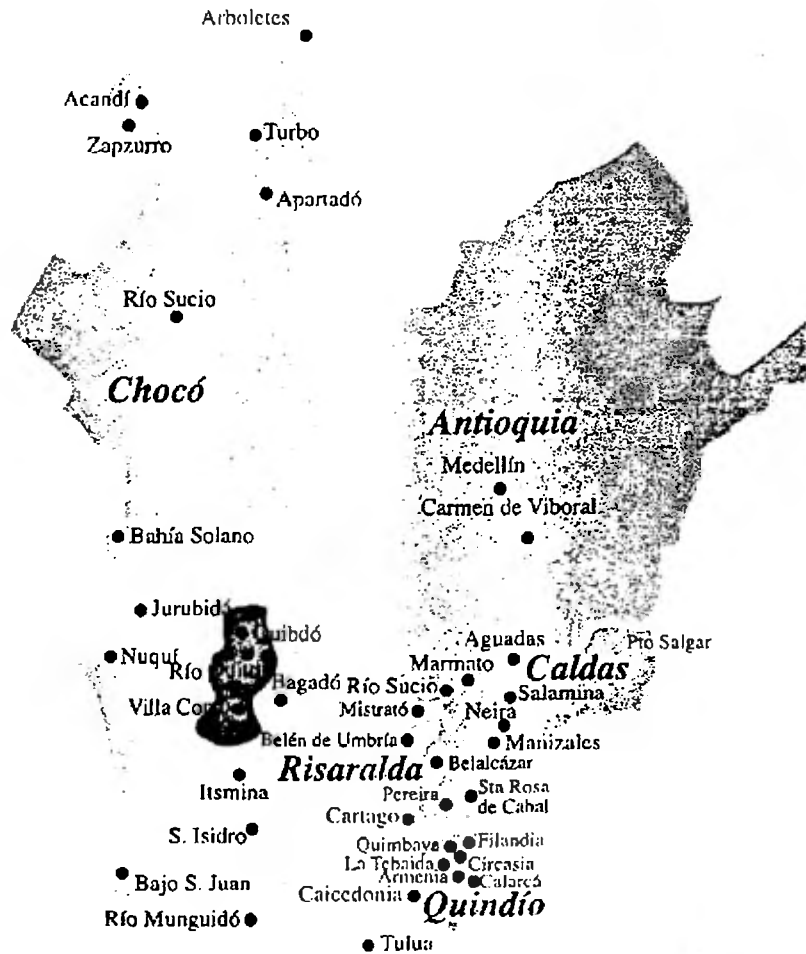 Arboletes
Acandí
Zapzurro
Turbo
Apartadó
Río Sucio
Chocó
Antioquia
Medellín
Carmen de Viboral
Bahía Solano
Jurubidó
Quibdó
Nuquí
Río
Bagadó
Villa
Aguadas
Pto Salgar
Marmato
Caldas
Río Sucio
Salamina
Mistrató
Neira
Belén de Umbría
Manizales
Risaralda
Belalcázar
Itsmina
Pereira
Sta Rosa
de Cabal
Cartago
S. Isidro
Quimbaya
Filandia
La Tebaida
Circasia
Armenia
Calarcá
Bajo S. Juan
Caicedonia
Quindío
Río Munguidó
Tulua